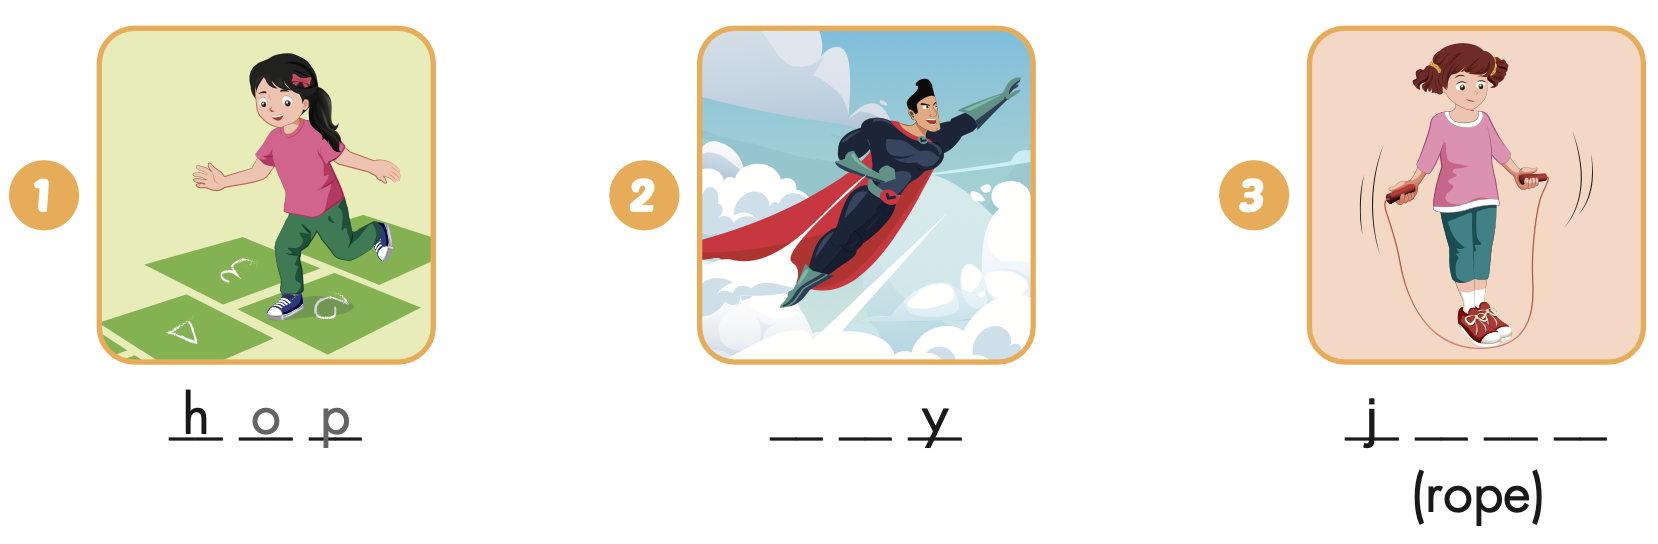 1
h o p
2
_ _ y
3
j _ _ _
(rope)